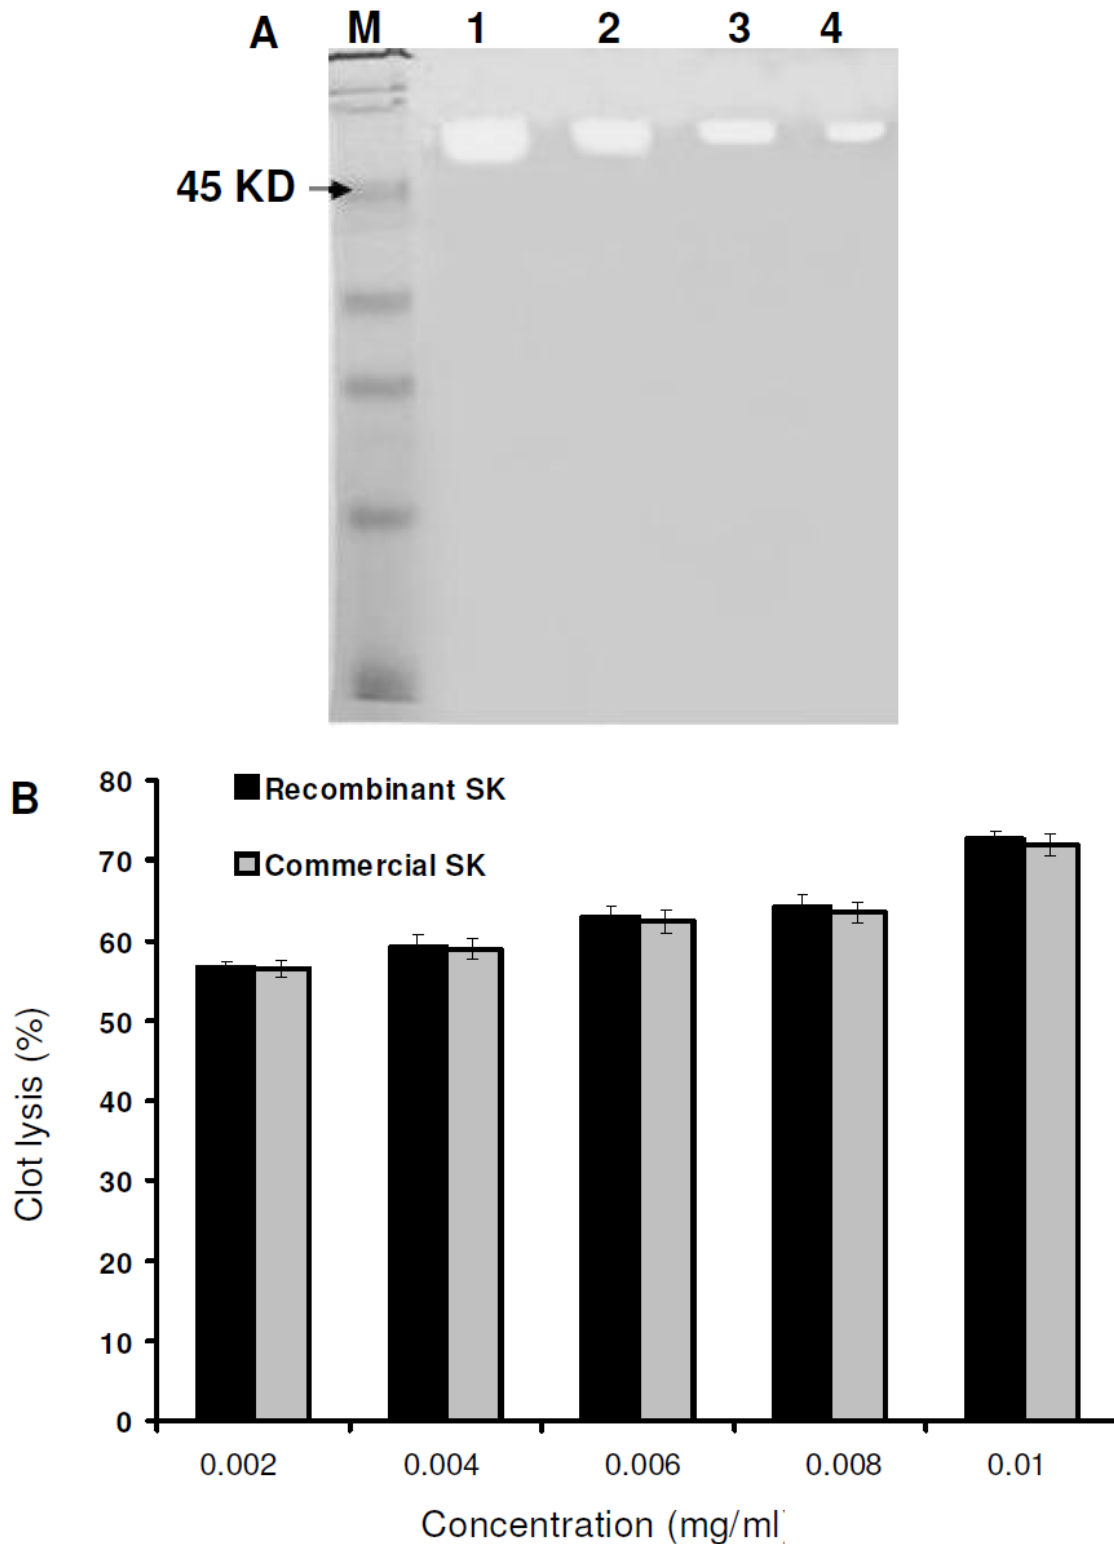 A M 1 2 3 4
45 KD
B
80
70
60
50
40
30
20
10
0
Recombinant SK
Commercial SK
Clot lysis (%)
0.002 0.004 0.006 0.008 0.01
Concentration (mg/ml)